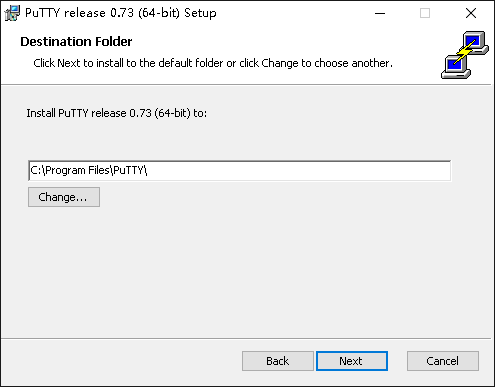 PuTTY release 0.73 (64-bit) Setup
Destination Folder
Click Next to install to the default folder or click Change to choose another.
Install PuTTY release 0.73 (64-bit) to:
C:\Program Files\PuTTY\
Change...
Back
Next
Cancel